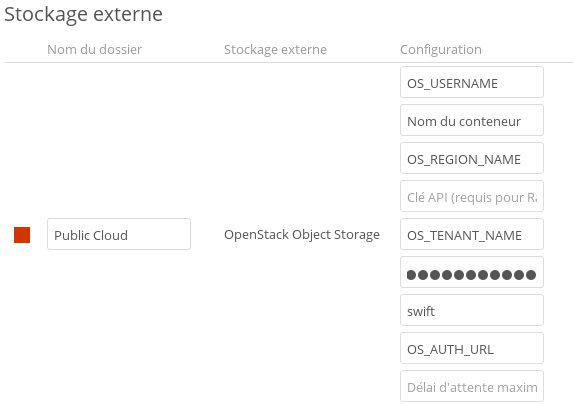 Stockage externe
Nom du dossier Stockage externe Configuration
OS_USERNAME
Nom du conteneur
OS_REGION_NAME
Clé API (requis pour Ra
Public Cloud OpenStack Object Storage OS_TENANT_NAME
swift
OS_AUTH_URL
Délai d'attente maxim